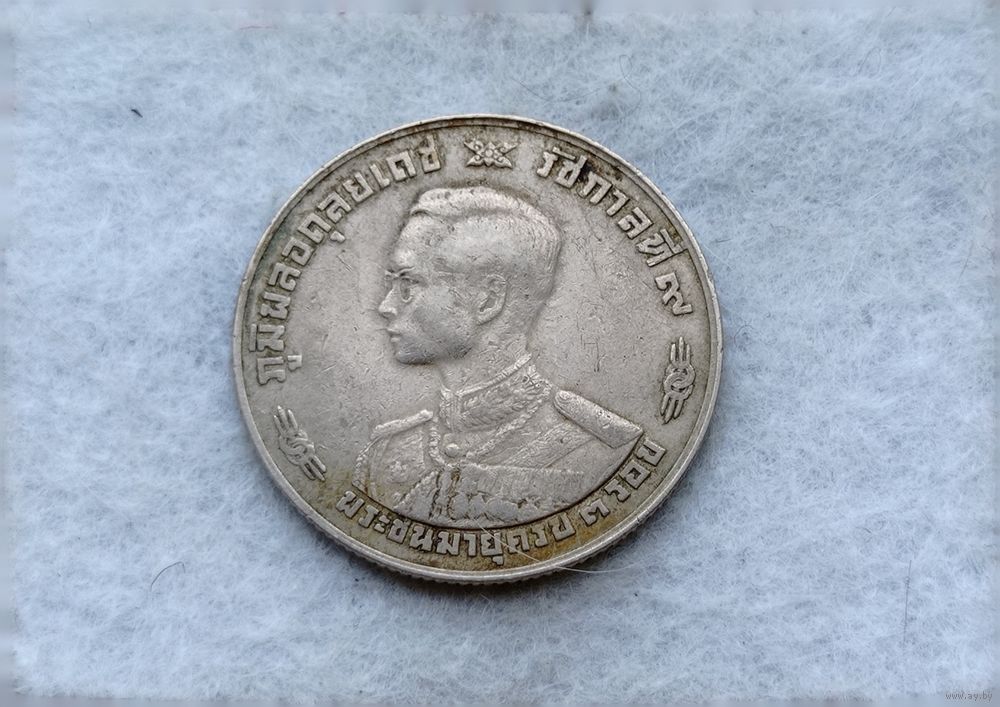 ภูมิพลอดุลยเดช รัชกาลที่ ๙
พระชนมายุครบ ๓ รอบ
www.ay.by